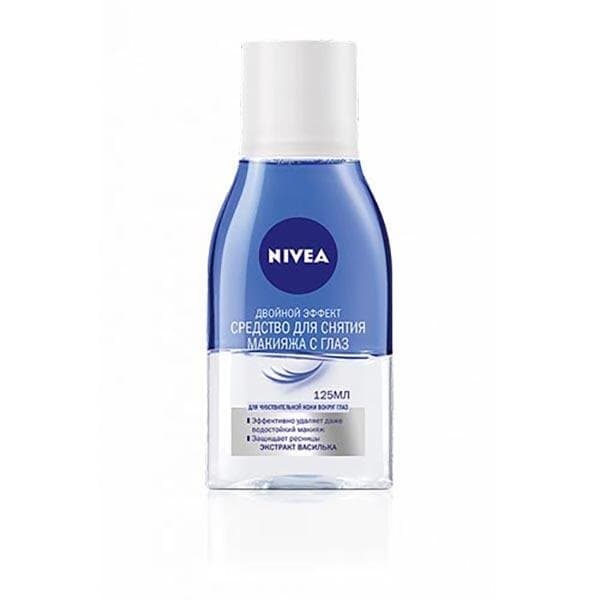 NIVEA
ДВОЙНОЙ ЭФФЕКТ
СРЕДСТВО ДЛЯ СНЯТИЯ
МАКИЯЖА С ГЛАЗ
125МЛ
ДЛЯ ЧУВСТВИТЕЛЬНОЙ КОЖИ ВОКРУГ ГЛАЗ
Эффективно удаляет даже
водостойкий макияж
Защищает ресницы
ЭКСТРАКТ ВАСИЛЬКА